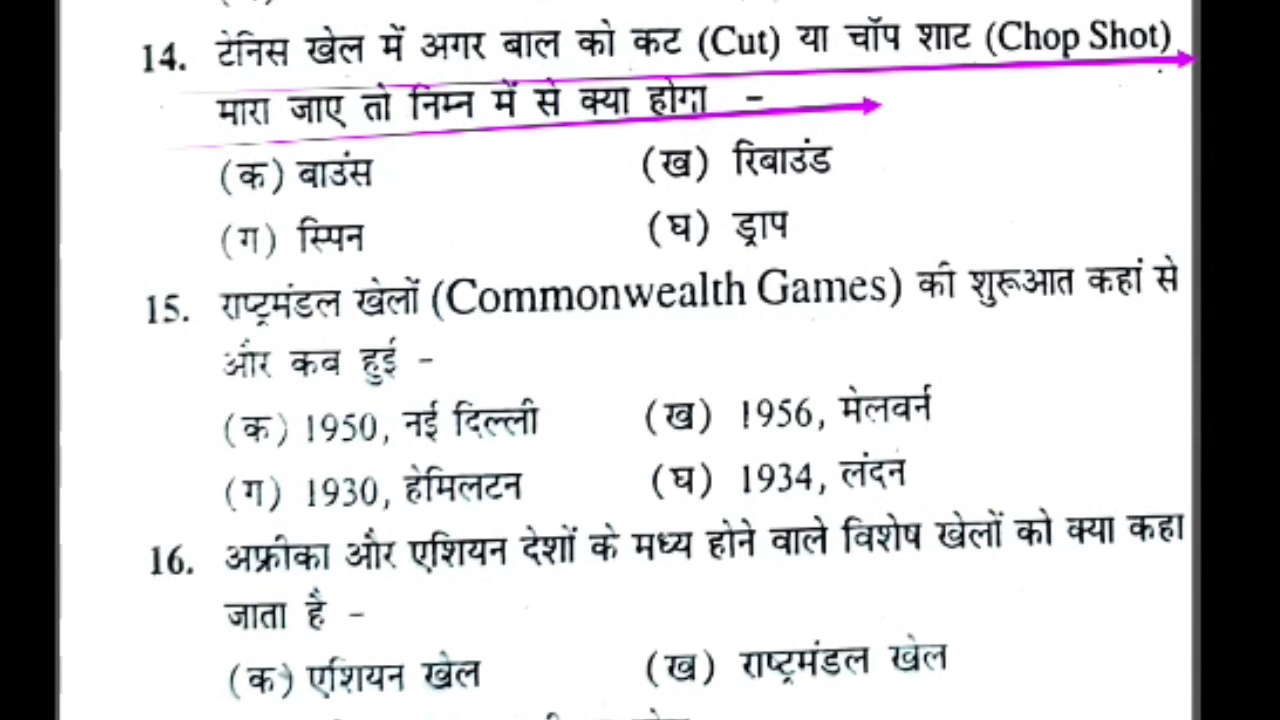 14. टेनिस खेल में अगर बाल को कट (Cut) या चॉप शाट (Chop Shot)
मारा जाए तो निम्न में से क्या होगा -
(क) बाउंस (ख) रिबाउंड
(ग) स्पिन (घ) ड्राप
15. राष्ट्रमंडल खेलों (Commonwealth Games) की शुरूआत कहां से
और कब हुई -
(क) 1950, नई दिल्ली (ख) 1956, मेलबर्न
(ग) 1930, हेमिलटन (घ) 1934, लंदन
16. अफ्रीका और एशियन देशों के मध्य होने वाले विशेष खेलों को क्या कहा
जाता है -
(क) एशियन खेल (ख) राष्ट्रमंडल खेल